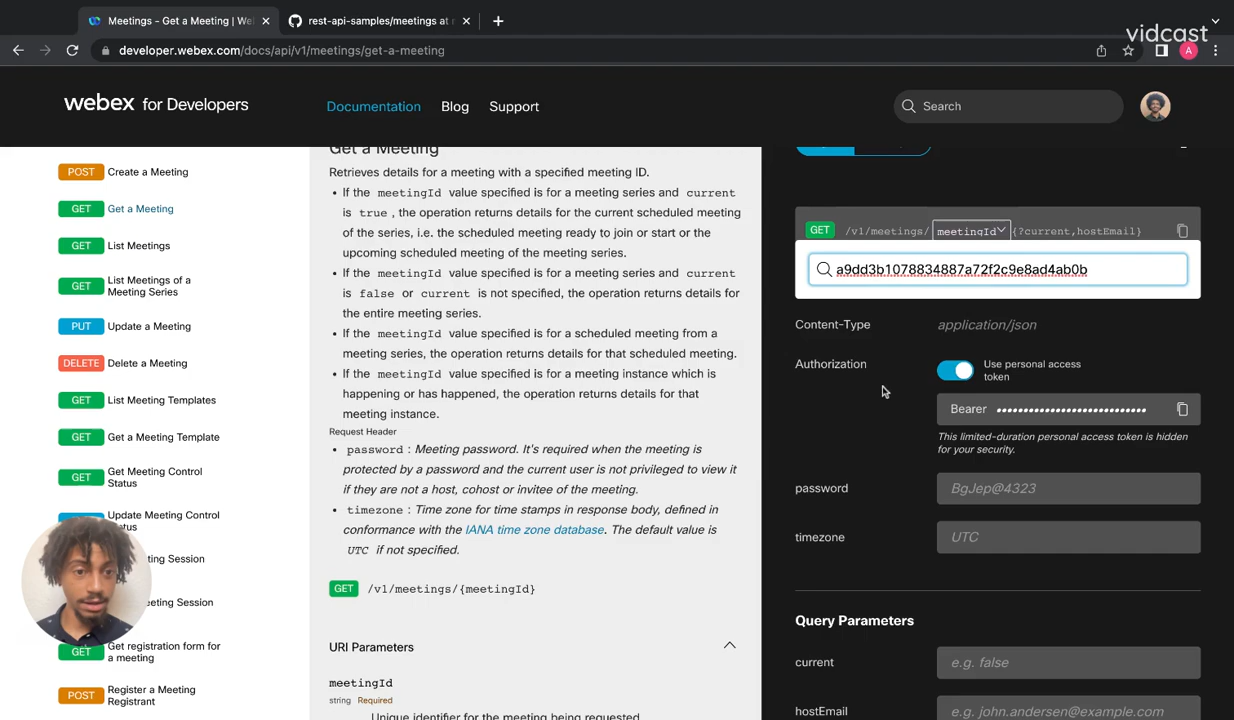 Meetings - Get a Meeting | We
rest-api-samples/meetings at
vidcast
developer.webex.com/docs/api/v1/meetings/get-a-meeting
A
webex for Developers
Documentation
Blog
Support
Search
POST Create a Meeting
GET Get a Meeting
GET List Meetings
GET List Meetings of a
Meeting Series
PUT Update a Meeting
DELETE Delete a Meeting
GET List Meeting Templates
GET Get a Meeting Template
GET Get Meeting Control
Status
Update Meeting Control
tus
eting Session
eeting Session
GET Get registration form for
a meeting
POST Register a Meeting
Registrant
Get a Meeting
Retrieves details for a meeting with a specified meeting ID.
• If the meetingId value specified is for a meeting series and current
is true , the operation returns details for the current scheduled meeting
of the series, i.e. the scheduled meeting ready to join or start or the
upcoming scheduled meeting of the meeting series.
• If the meetingId value specified is for a meeting series and current
is false or current is not specified, the operation returns details for
the entire meeting series.
• If the meetingId value specified is for a scheduled meeting from a
meeting series, the operation returns details for that scheduled meeting.
• If the meetingId value specified is for a meeting instance which is
happening or has happened, the operation returns details for that
meeting instance.
Request Header
• password : Meeting password. It's required when the meeting is
protected by a password and the current user is not privileged to view it
if they are not a host, cohost or invitee of the meeting.
• timezone : Time zone for time stamps in response body, defined in
conformance with the IANA time zone database. The default value is
UTC if not specified.
GET /v1/meetings/{meetingId}
URI Parameters
meetingId
string Required
Unique identifier for the meeting being requested
GET /v1/meetings/ meetingId {?current,hostEmail}
a9dd3b1078834887a72f2c9e8ad4ab0b
Content-Type application/json
Authorization
Use personal access
token
Bearer ••••••••••••••••••••••••••••
This limited-duration personal access token is hidden
for your security.
password BgJep@4323
timezone UTC
Query Parameters
current e.g. false
hostEmail e.g. john.andersen@example.com